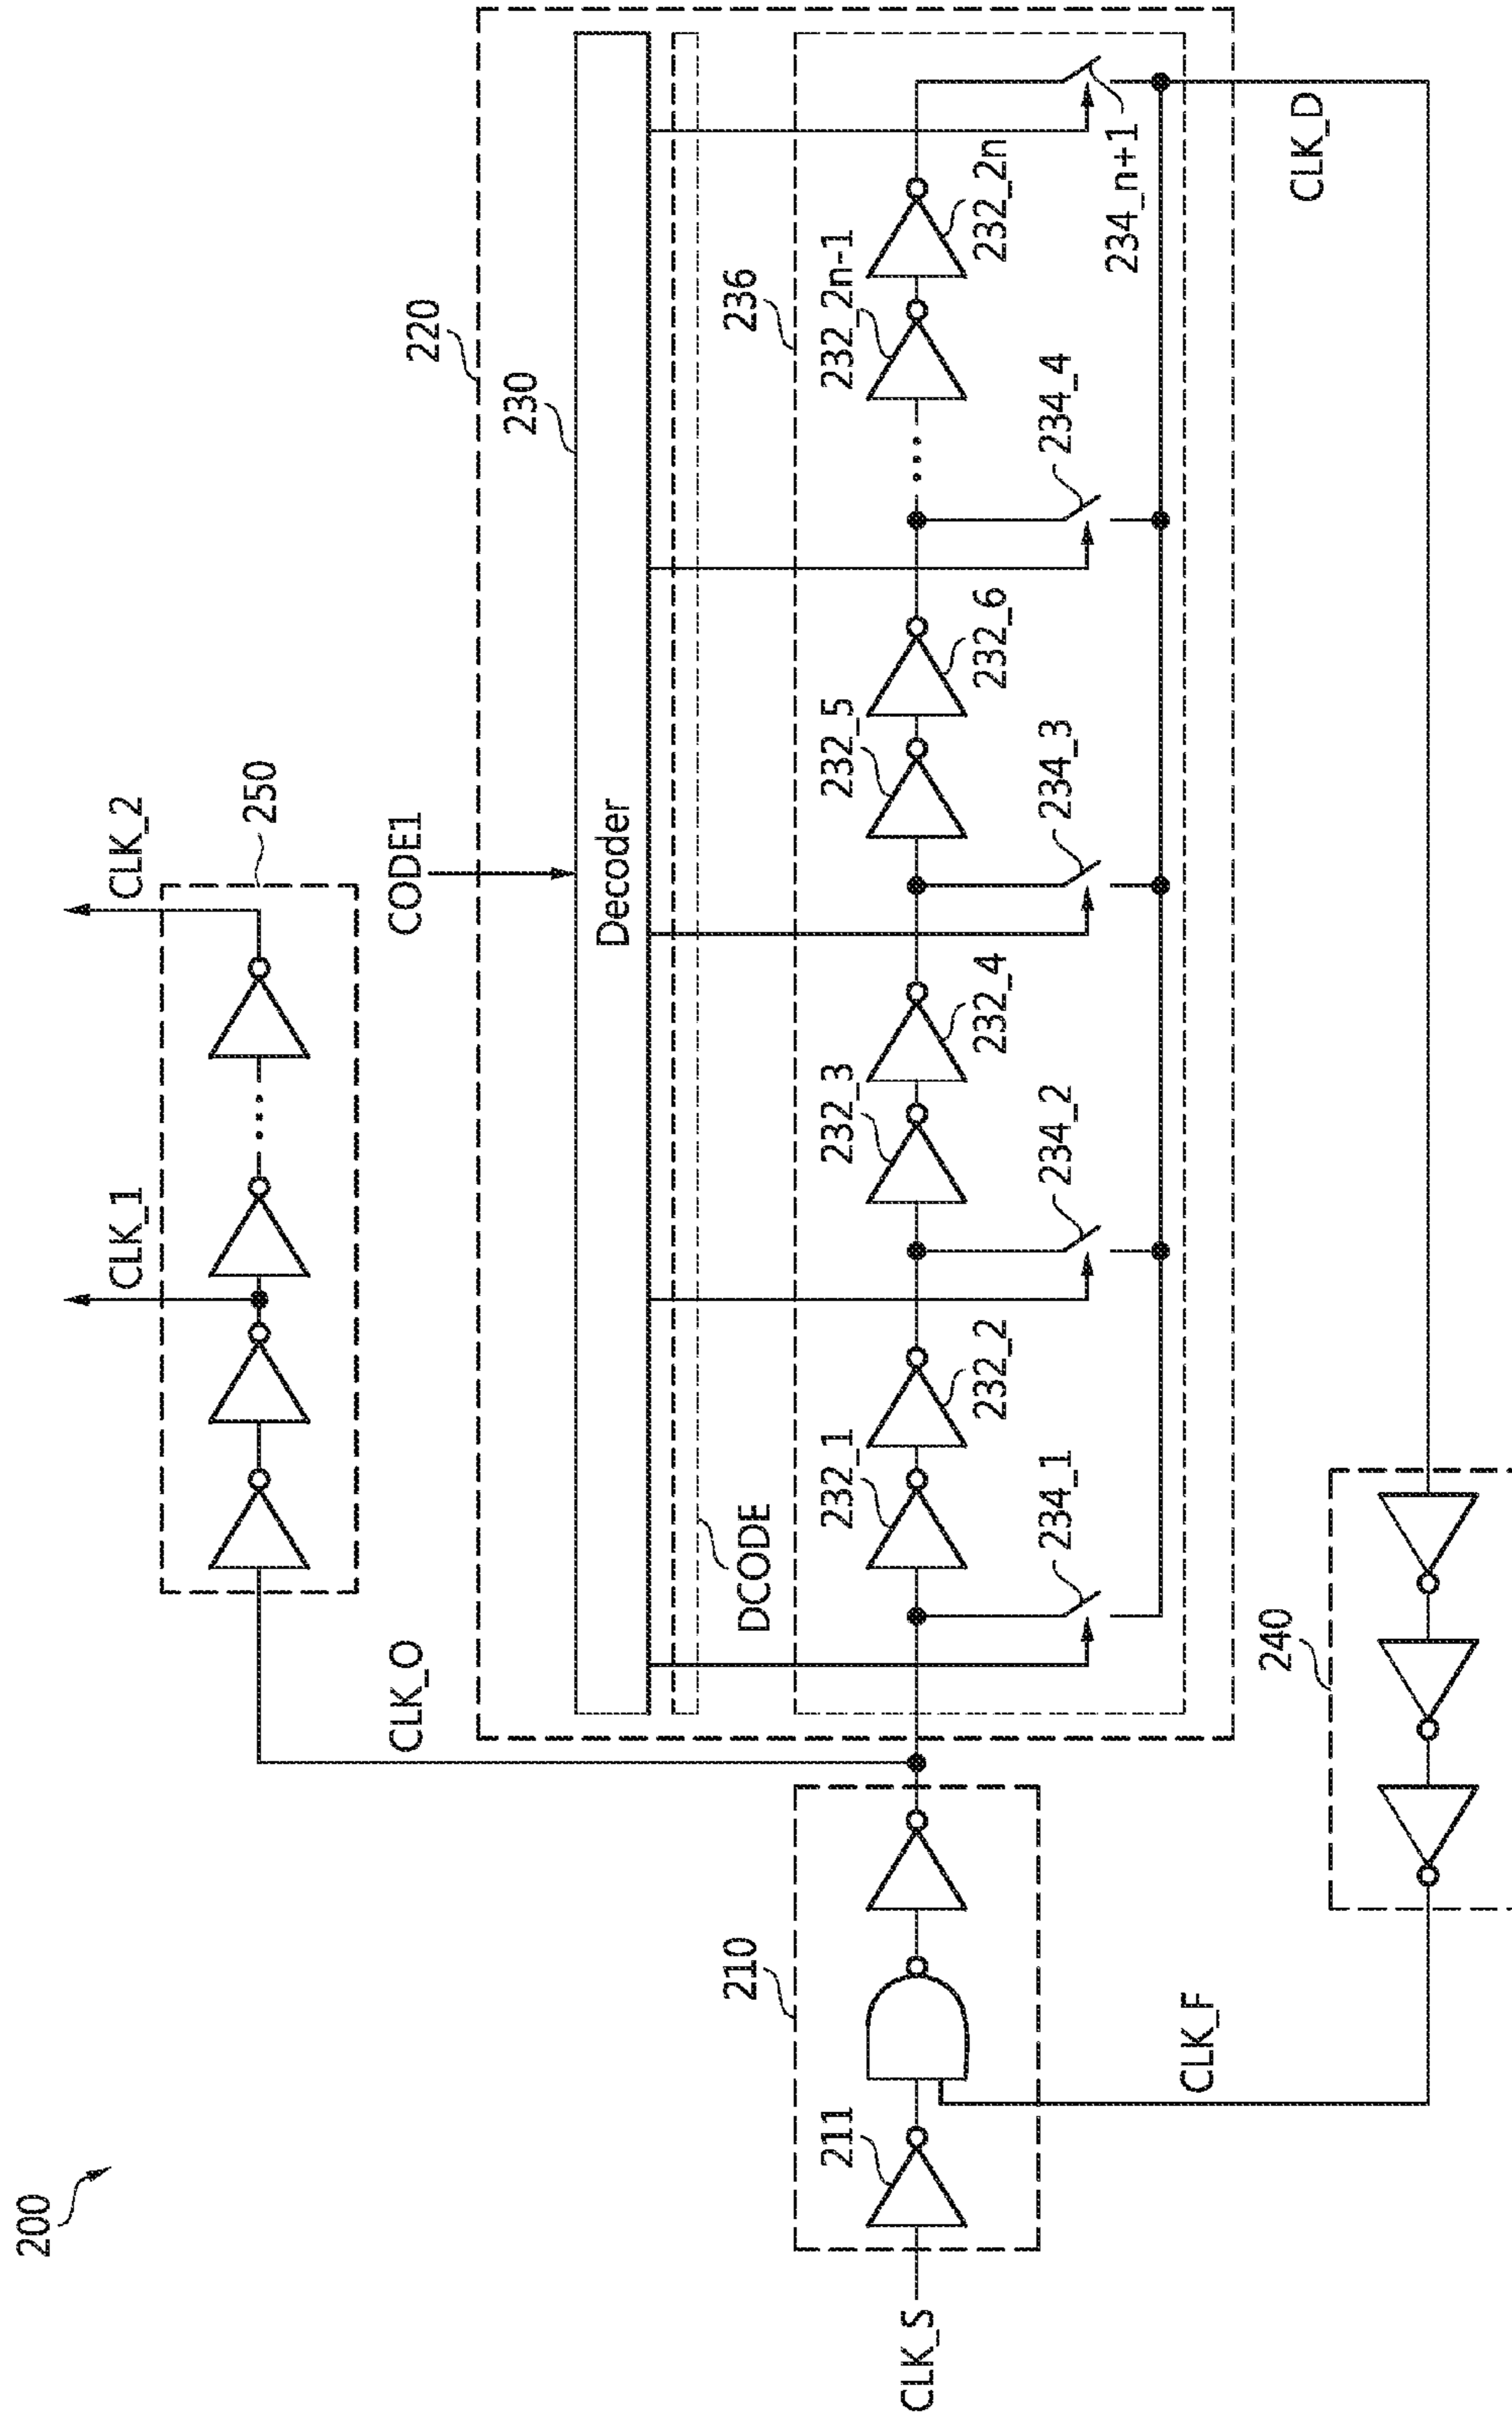 200
CLK_1
CLK_2
250
CLK_O
CODE1
220
230
Decoder
DCODE
236
232_1
232_2
232_3
232_4
232_5
232_6
232_2n-1
232_2n
234_1
234_2
234_3
234_4
234_n+1
210
211
CLK_S
CLK_F
240
CLK_D